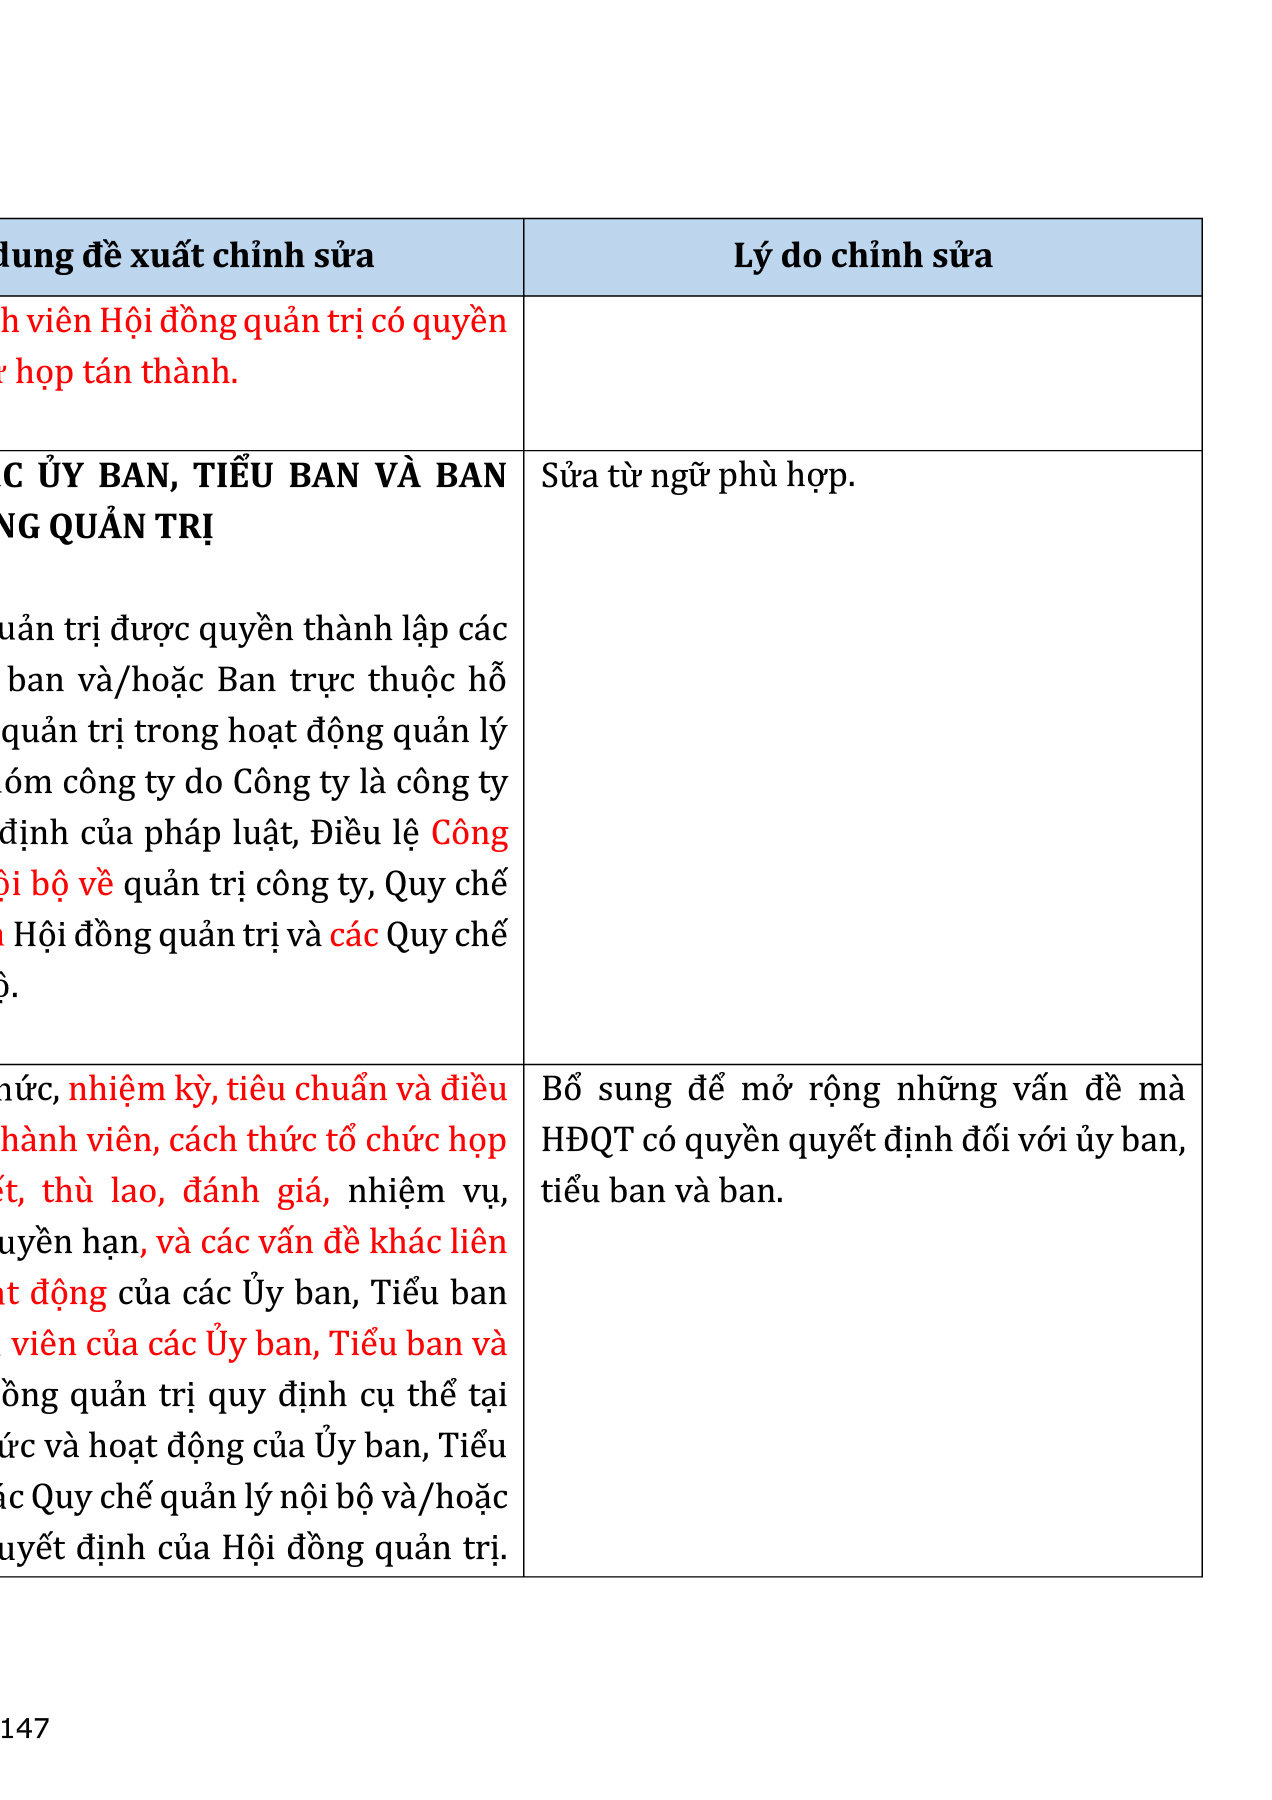 dung đề xuất chỉnh sửa
Lý do chỉnh sửa
h viên Hội đồng quản trị có quyền
họp tán thành.
ỦY BAN, TIỂU BAN VÀ BAN
NG QUẢN TRỊ
Sửa từ ngữ phù hợp.
uản trị được quyền thành lập các
ban và/hoặc Ban trực thuộc hỗ
quản trị trong hoạt động quản lý
óm công ty do Công ty là công ty
định của pháp luật, Điều lệ Công
ội bộ về quản trị công ty, Quy chế
Hội đồng quản trị và các Quy chế
ộ.
hức, nhiệm kỳ, tiêu chuẩn và điều
hành viên, cách thức tổ chức họp
ết, thù lao, đánh giá, nhiệm vụ,
uyền hạn, và các vấn đề khác liên
ạt động của các Ủy ban, Tiểu ban
viên của các Ủy ban, Tiểu ban và
ồng quản trị quy định cụ thể tại
ức và hoạt động của Ủy ban, Tiểu
ác Quy chế quản lý nội bộ và/hoặc
uyết định của Hội đồng quản trị.
Bổ sung để mở rộng những vấn đề mà
HĐQT có quyền quyết định đối với ủy ban,
tiểu ban và ban.
147